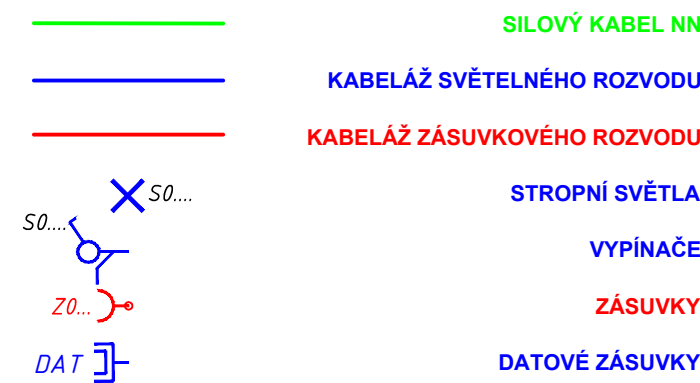 SILOVÝ KABEL NN
KABELÁŽ SVĚTELNÉHO ROZVODU
KABELÁŽ ZÁSUVKOVÉHO ROZVODU
S0.... STROPNÍ SVĚTLA
S0.... VYPÍNAČE
Z0... ZÁSUVKY
DAT DATOVÉ ZÁSUVKY